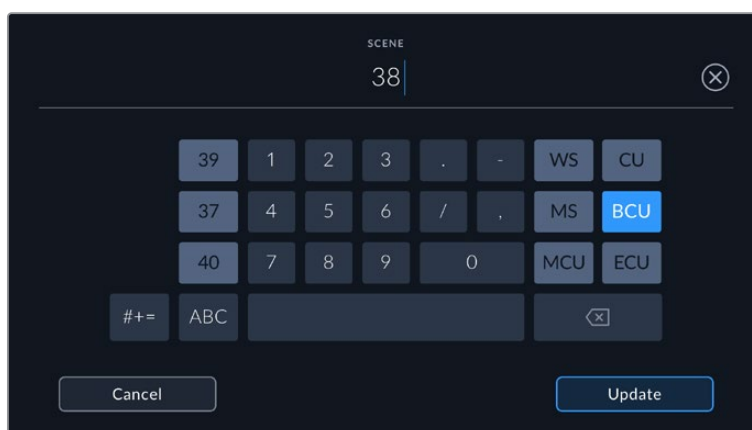 SCENE
38
39 1 2 3 . - WS CU
37 4 5 6 / , MS BCU
40 7 8 9 0 MCU ECU
#+= ABC
Cancel Update